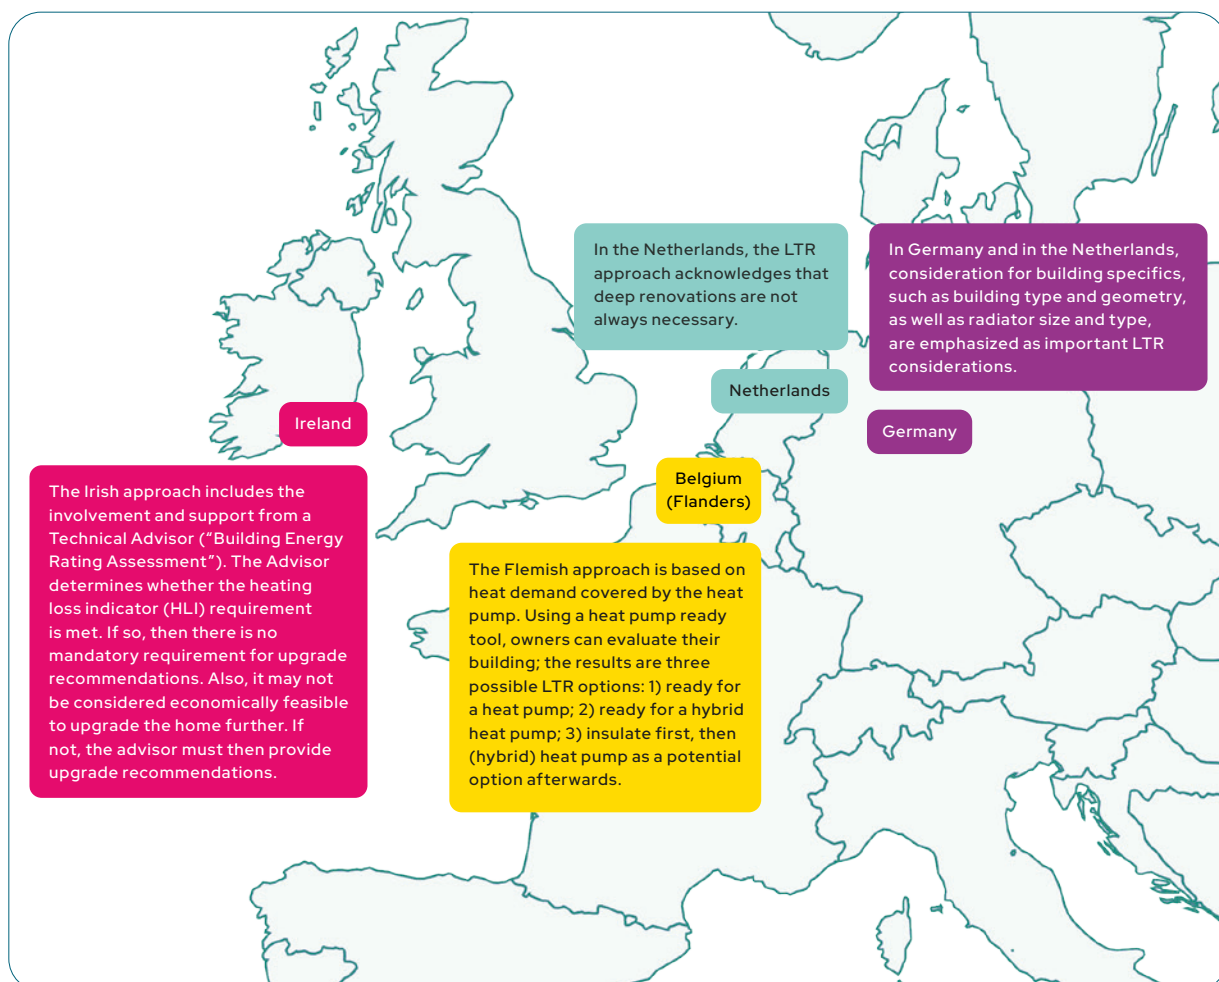 In the Netherlands, the LTR
approach acknowledges that
deep renovations are not
always necessary.
In Germany and in the Netherlands,
consideration for building specifics,
such as building type and geometry,
as well as radiator size and type,
are emphasized as important LTR
considerations.
Netherlands
Ireland
Germany
Belgium
(Flanders)
The Irish approach includes the
involvement and support from a
Technical Advisor (“Building Energy
Rating Assessment”). The Advisor
determines whether the heating
loss indicator (HLI) requirement
is met. If so, then there is no
mandatory requirement for upgrade
recommendations. Also, it may not
be considered economically feasible
to upgrade the home further. If
not, the advisor must then provide
upgrade recommendations.
The Flemish approach is based on
heat demand covered by the heat
pump. Using a heat pump ready
tool, owners can evaluate their
building; the results are three
possible LTR options: 1) ready for
a heat pump; 2) ready for a hybrid
heat pump; 3) insulate first, then
(hybrid) heat pump as a potential
option afterwards.